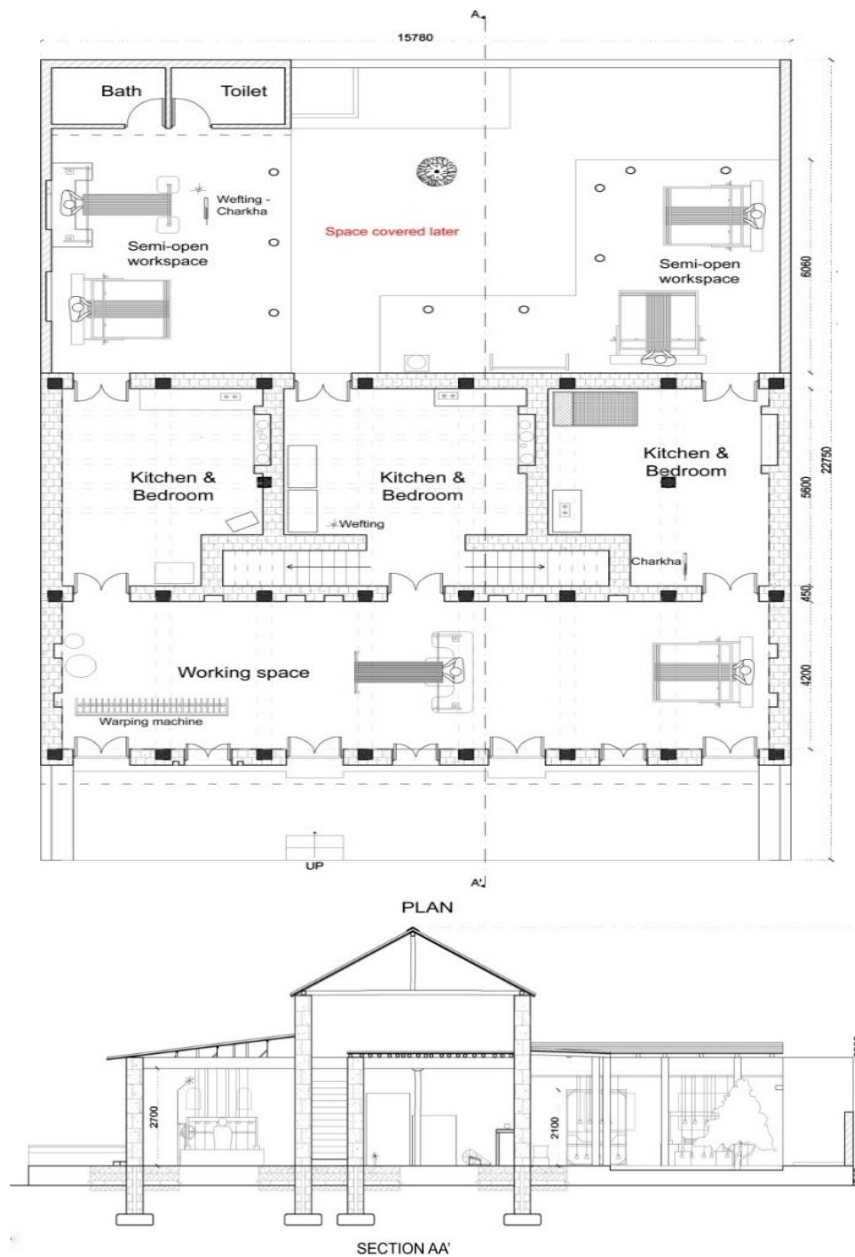 A
15780
Bath
Toilet
Wefting -
Charkha
Semi-open
workspace
Space covered later
Semi-open
workspace
6060
Kitchen &
Bedroom
Kitchen &
Bedroom
Kitchen &
Bedroom
22750
5600
Wefting
Charkha
450
Working space
4200
Warping machine
UP
A'
PLAN
2700
2100
SECTION AA'